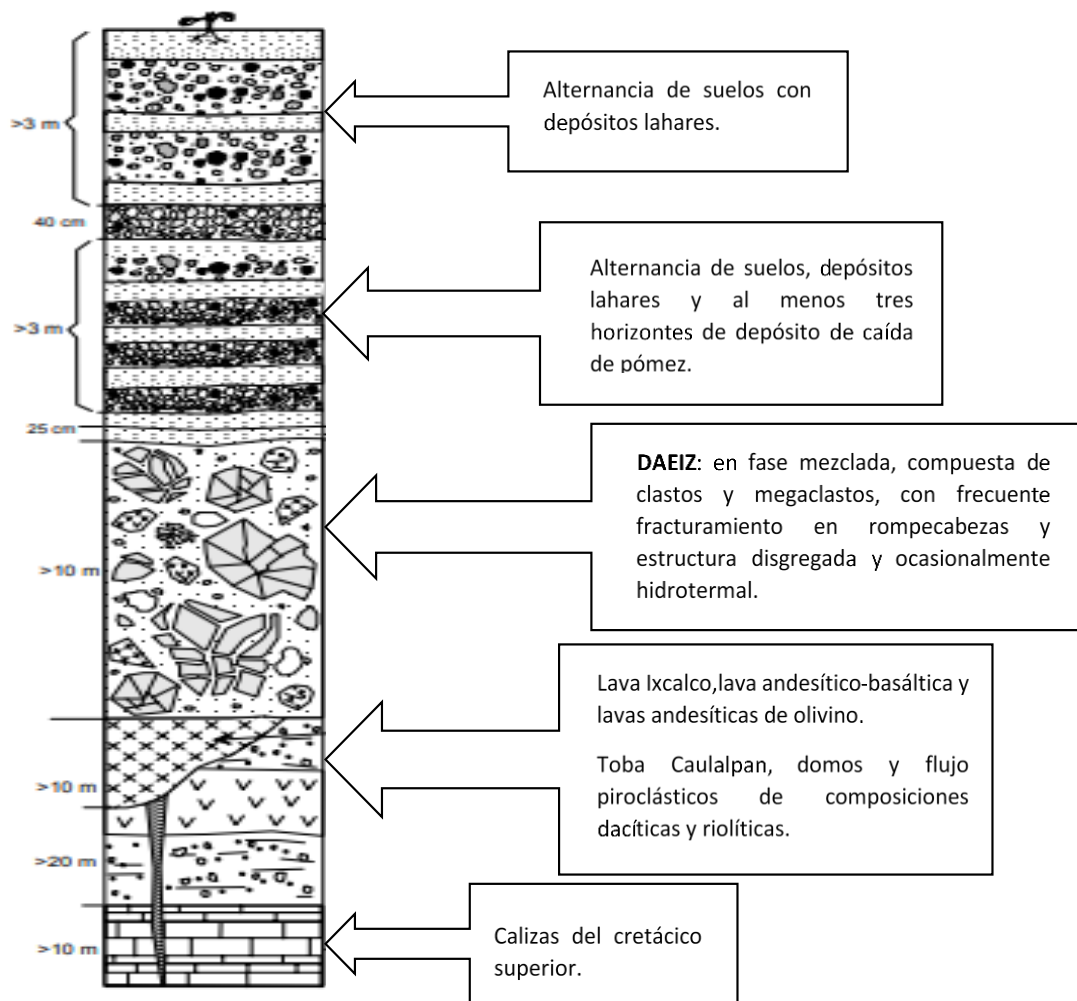 >3 m
Alternancia de suelos con
depósitos lahares.
40 cm
>3 m
Alternancia de suelos, depósitos
lahares y al menos tres
horizontes de depósito de caída
de pómez.
25 cm
DAEIZ: en fase mezclada, compuesta de
clastos y megaclastos, con frecuente
fracturamiento en rompecabezas y
estructura disgregada y ocasionalmente
hidrotermal.
>10 m
Lava Ixcalco,lava andesítico-basáltica y
lavas andesíticas de olivino.
Toba Caulalpan, domos y flujo
piroclásticos de composiciones
dacíticas y riolíticas.
>10 m
>20 m
Calizas del cretácico
superior.
>10 m